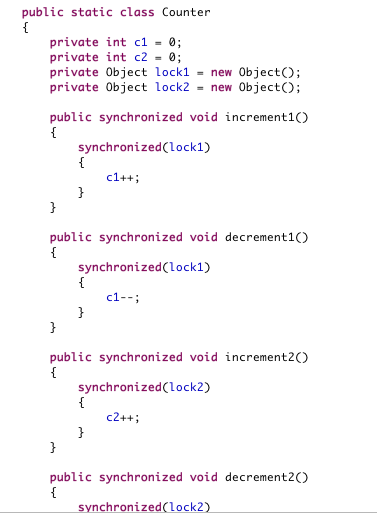 public static class Counter
{
private int c1 = 0;
private int c2 = 0;
private Object lock1 = new Object();
private Object lock2 = new Object();
public synchronized void increment1()
{
synchronized(lock1)
{
c1++;
}
}
public synchronized void decrement1()
{
synchronized(lock1)
{
c1--;
}
}
public synchronized void increment2()
{
synchronized(lock2)
{
c2++;
}
}
public synchronized void decrement2()
{
synchronized(lock2)